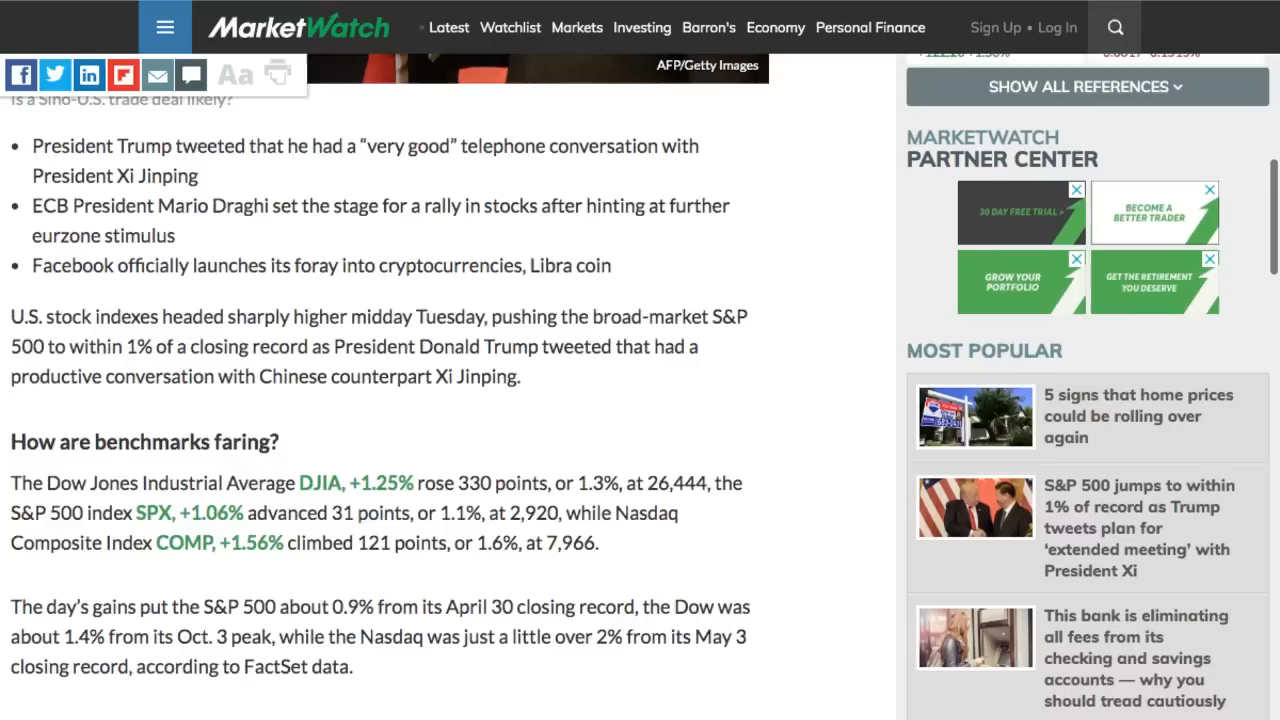 MarketWatch
Latest Watchlist Markets Investing Barron's Economy Personal Finance
Sign Up • Log In
AFP/Getty Images
Aa
Is a Sino-U.S. trade deal likely?
• President Trump tweeted that he had a “very good” telephone conversation with
President Xi Jinping
• ECB President Mario Draghi set the stage for a rally in stocks after hinting at further
eurzone stimulus
• Facebook officially launches its foray into cryptocurrencies, Libra coin
U.S. stock indexes headed sharply higher midday Tuesday, pushing the broad-market S&P
500 to within 1% of a closing record as President Donald Trump tweeted that had a
productive conversation with Chinese counterpart Xi Jinping.
How are benchmarks faring?
The Dow Jones Industrial Average DJIA, +1.25% rose 330 points, or 1.3%, at 26,444, the
S&P 500 index SPX, +1.06% advanced 31 points, or 1.1%, at 2,920, while Nasdaq
Composite Index COMP, +1.56% climbed 121 points, or 1.6%, at 7,966.
The day’s gains put the S&P 500 about 0.9% from its April 30 closing record, the Dow was
about 1.4% from its Oct. 3 peak, while the Nasdaq was just a little over 2% from its May 3
closing record, according to FactSet data.
SHOW ALL REFERENCES
MARKETWATCH
PARTNER CENTER
30 DAY FREE TRIAL >
BECOME A
BETTER TRADER
GROW YOUR
PORTFOLIO
GET THE RETIREMENT
YOU DESERVE
MOST POPULAR
5 signs that home prices
could be rolling over
again
S&P 500 jumps to within
1% of record as Trump
tweets plan for
‘extended meeting’ with
President Xi
This bank is eliminating
all fees from its
checking and savings
accounts — why you
should tread cautiously